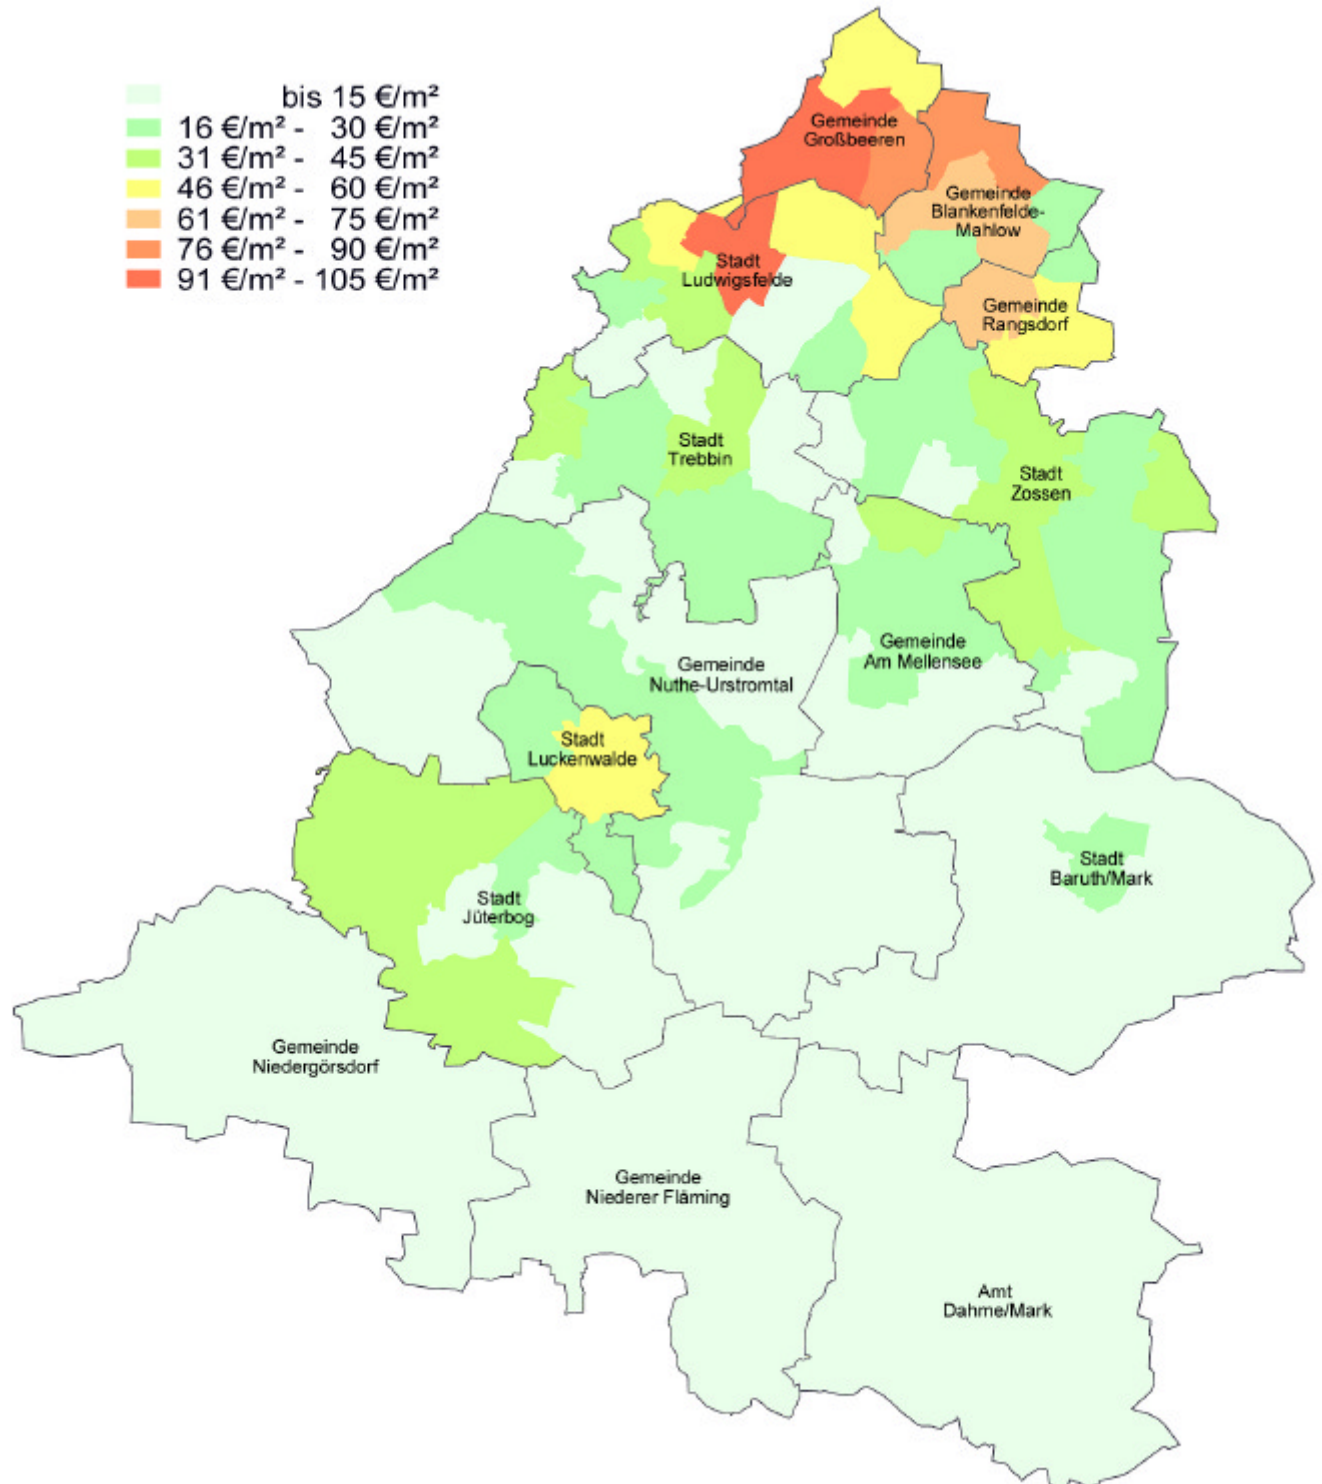 bis 15 €/m²
16 €/m² - 30 €/m²
31 €/m² - 45 €/m²
46 €/m² - 60 €/m²
61 €/m² - 75 €/m²
76 €/m² - 90 €/m²
91 €/m² - 105 €/m²
Gemeinde
Großbeeren
Gemeinde
Blankenfelde-
Mahlow
Stadt
Ludwigsfelde
Gemeinde
Rangsdorf
Stadt
Trebbin
Stadt
Zossen
Gemeinde
Am Mellensee
Gemeinde
Nuthe-Urstromtal
Stadt
Luckenwalde
Stadt
Baruth/Mark
Stadt
Jüterbog
Gemeinde
Niedergörsdorf
Gemeinde
Niederer Fläming
Amt
Dahme/Mark